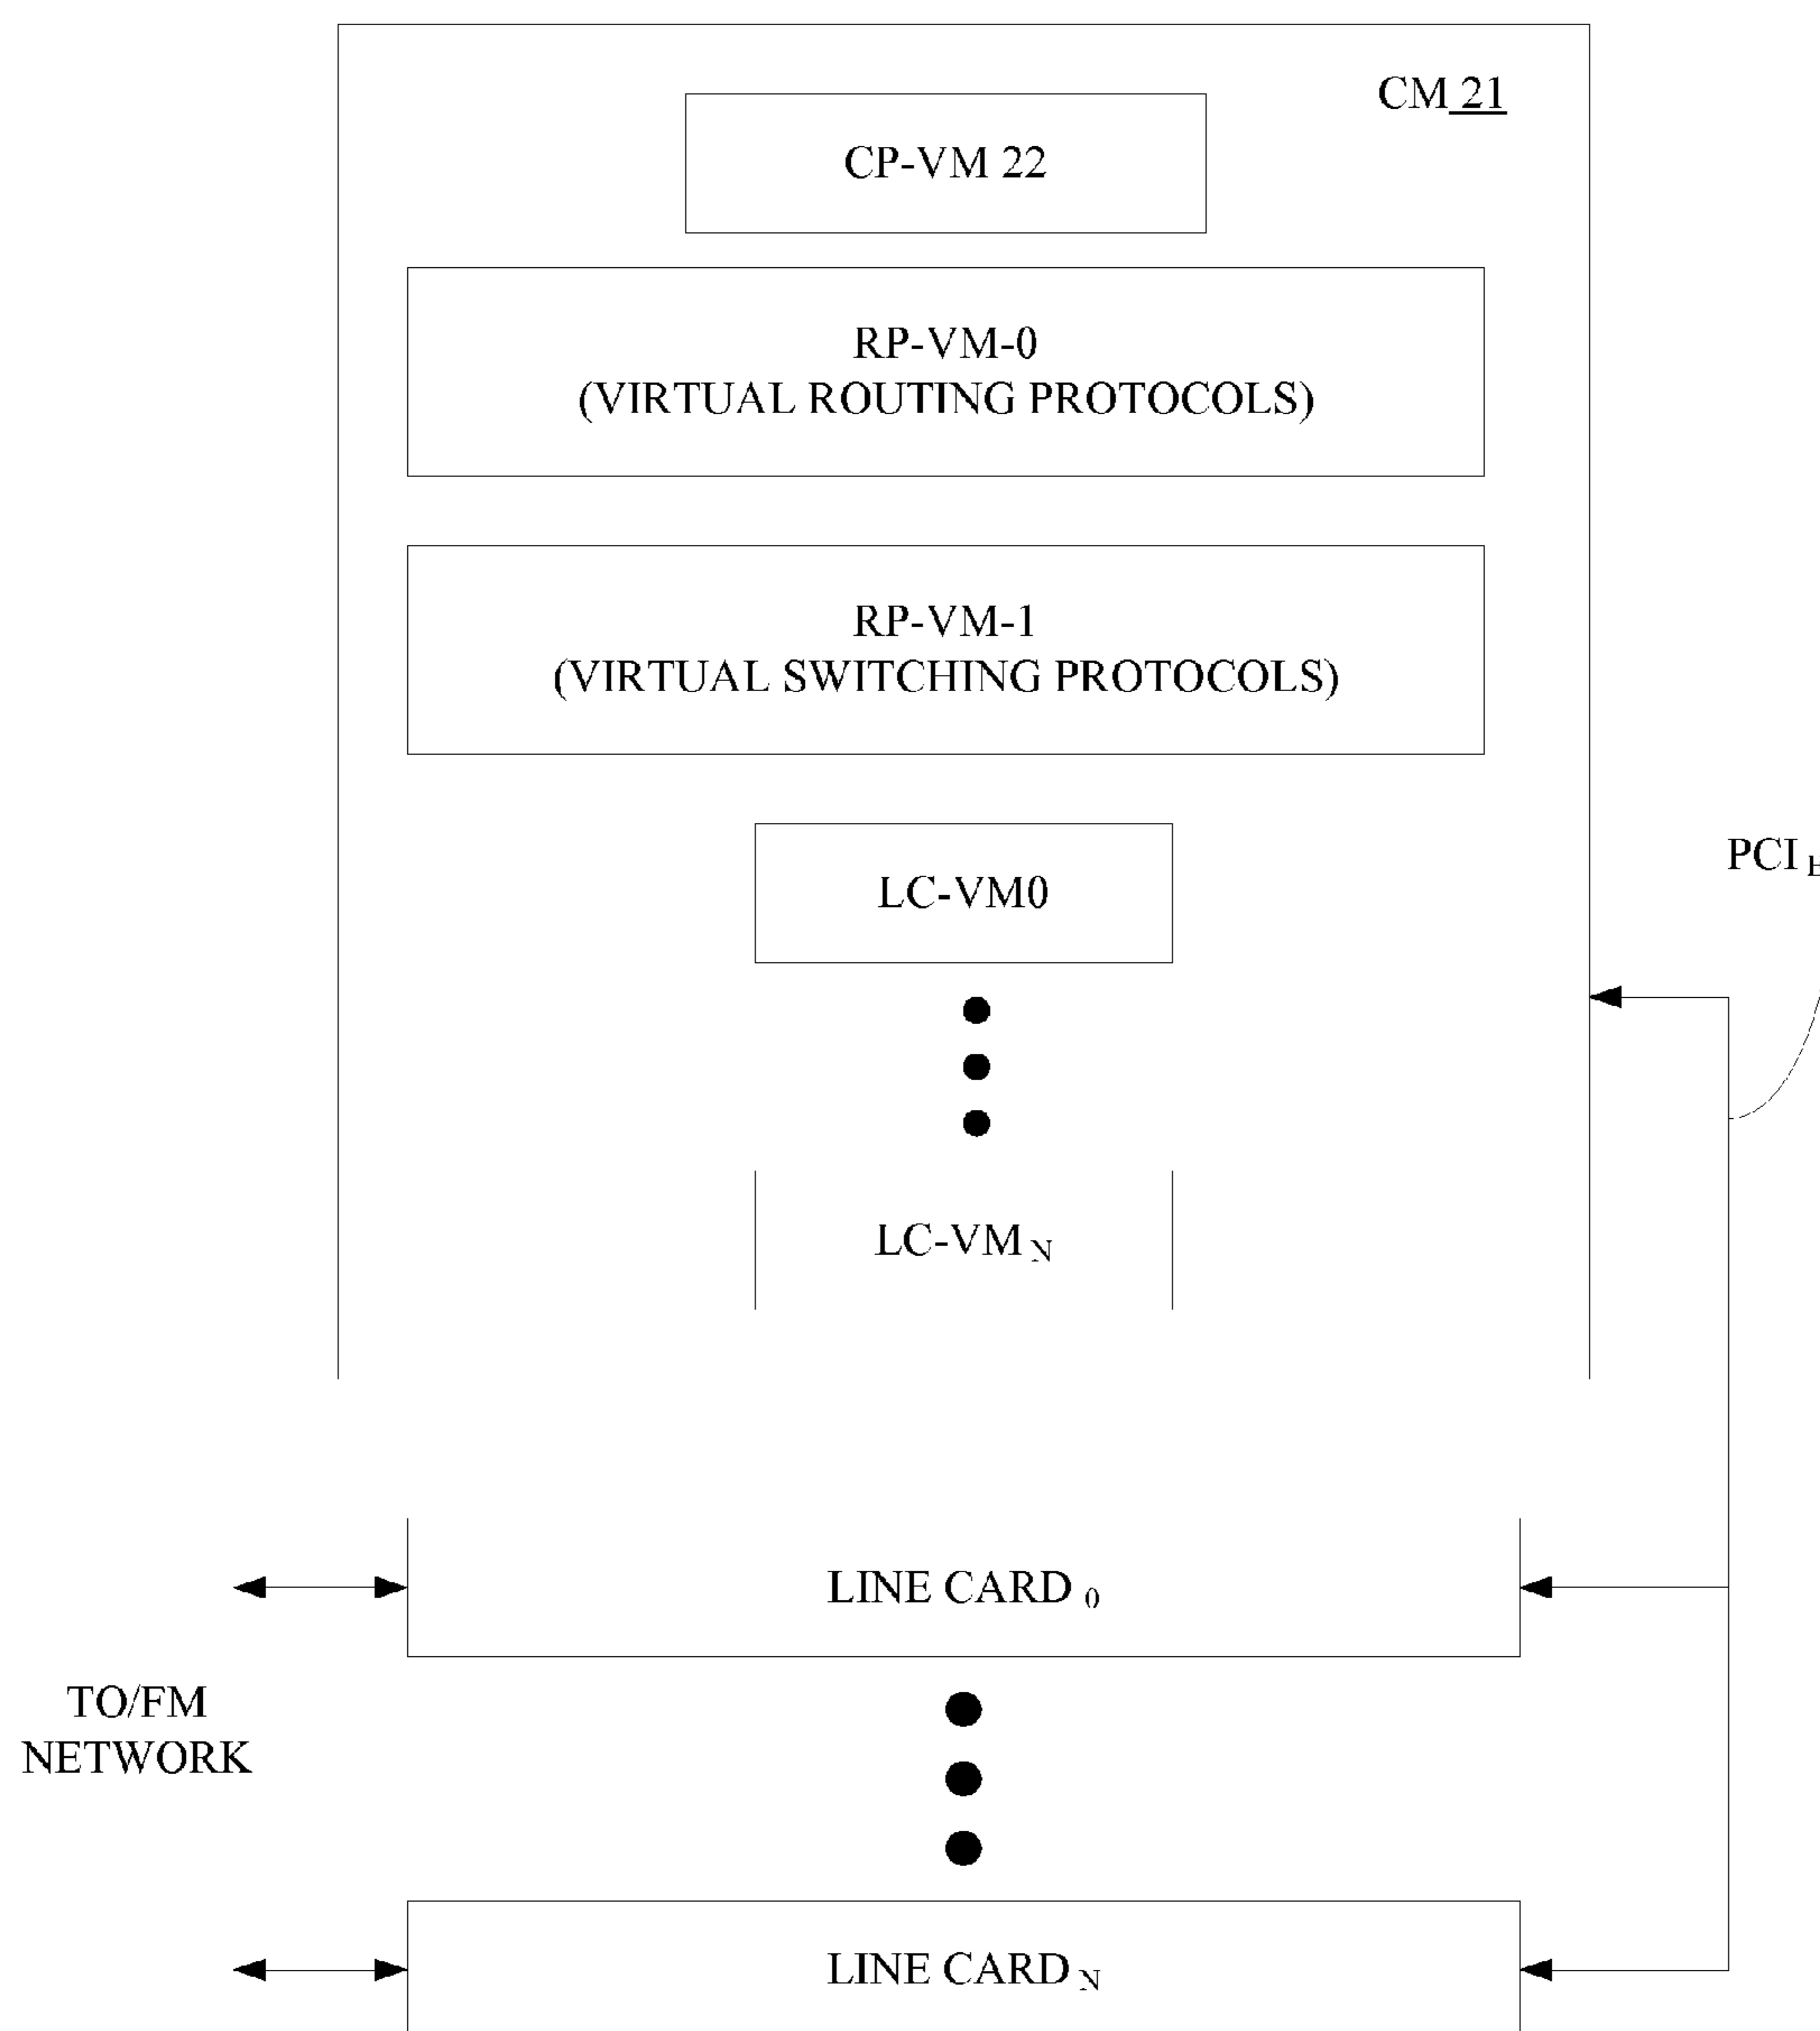 CM 21
CP-VM 22
RP-VM-0
(VIRTUAL ROUTING PROTOCOLS)
RP-VM-1
(VIRTUAL SWITCHING PROTOCOLS)
LC-VM0
PCI
LC-VM N
LINE CARD 0
TO/FM
NETWORK
LINE CARD N